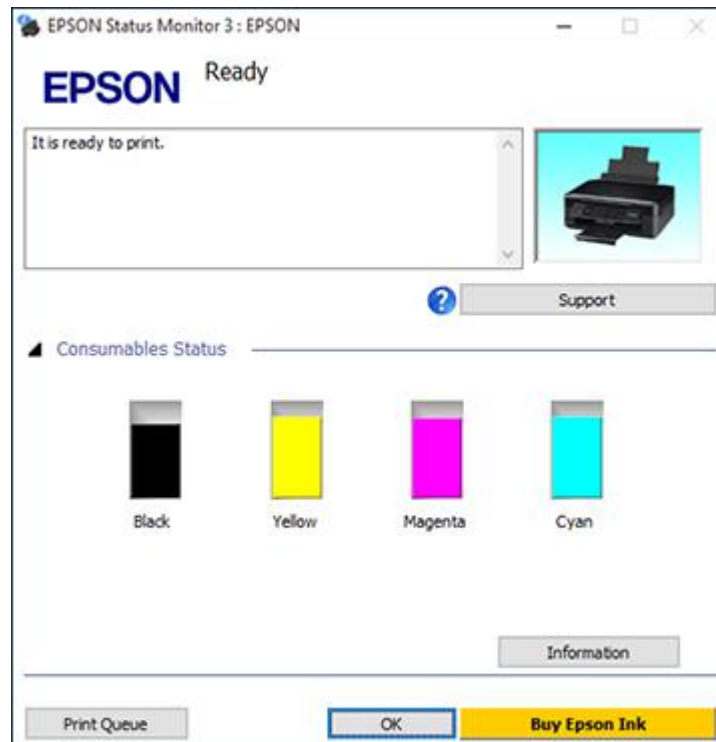 EPSON Status Monitor 3 : EPSON
EPSON
Ready
It is ready to print.
?
Support
Consumables Status
Black Yellow Magenta Cyan
Information
Print Queue OK Buy Epson Ink